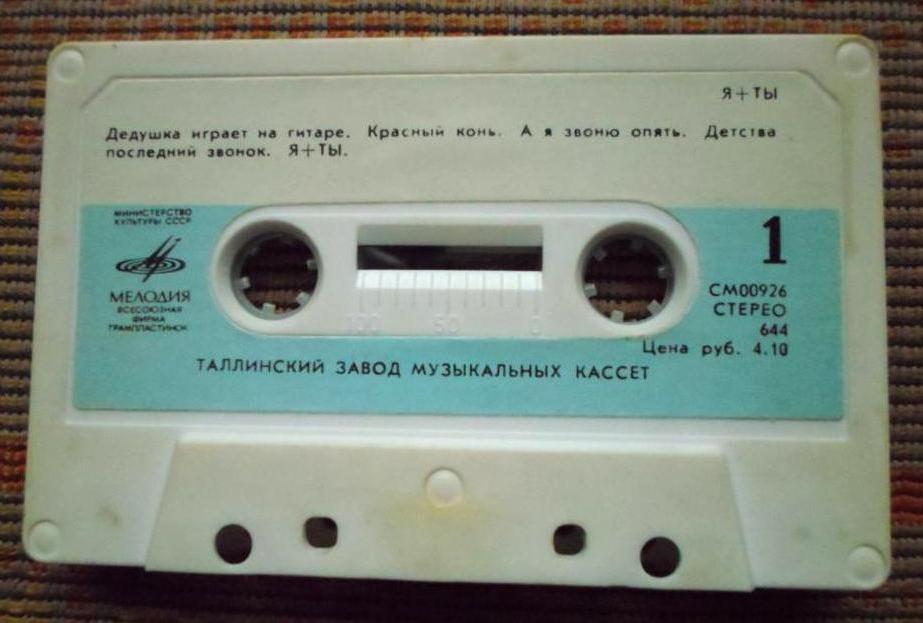 Я+ТЫ
Дедушка играет на гитаре. Красный конь. А я звоню опять. Детства
последний звонок. Я+ТЫ.
МИНИСТЕРСТВО
КУЛЬТУРЫ СССР
МЕЛОДИЯ
ВСЕСОЮЗНАЯ
ФИРМА
ГРАМПЛАСТИНОК
1
СМ00926
СТЕРЕО
644
Цена руб. 4.10
100 50 0
ТАЛЛИНСКИЙ ЗАВОД МУЗЫКАЛЬНЫХ КАССЕТ